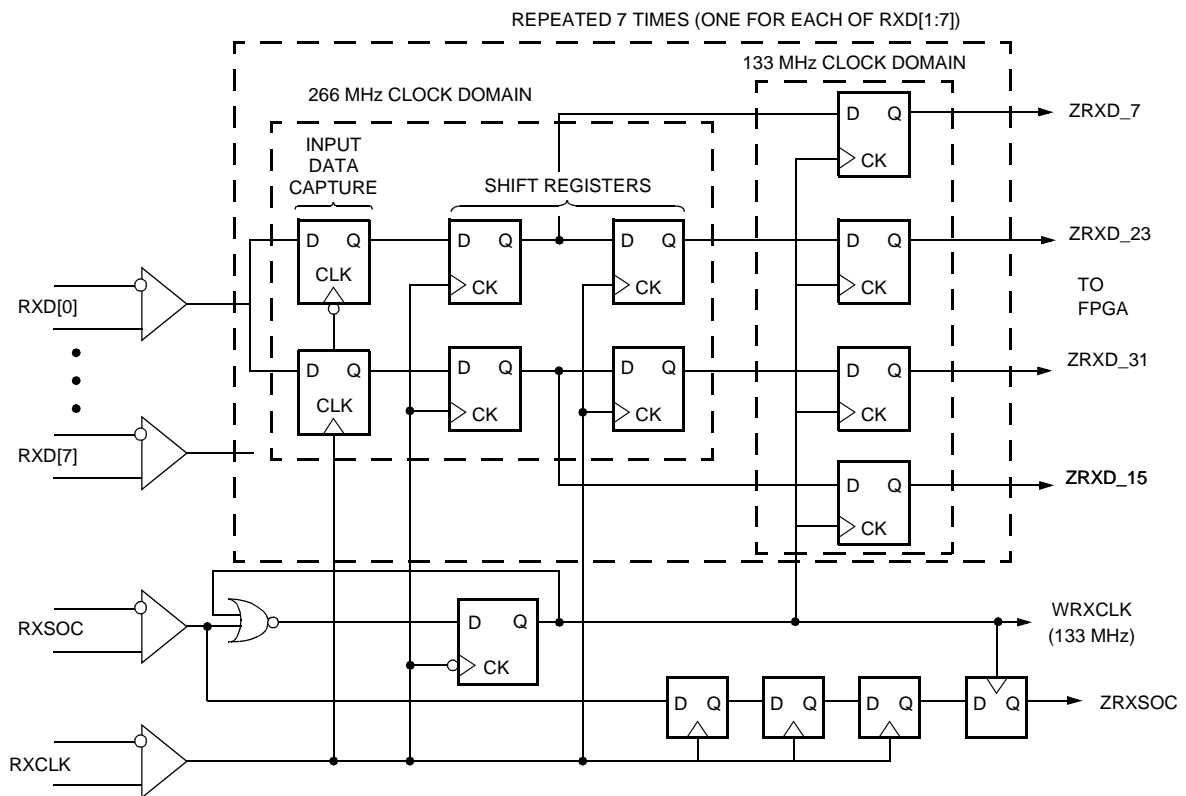 REPEATED 7 TIMES (ONE FOR EACH OF RXD[1:7])
133 MHz CLOCK DOMAIN
266 MHz CLOCK DOMAIN
INPUT
DATA
CAPTURE
SHIFT REGISTERS
D Q
CK
ZRXD_7
D Q
CLK
D Q
CK
D Q
CK
D Q
CK
ZRXD_23
TO
FPGA
RXD[0]
D Q
CLK
D Q
CK
D Q
CK
D Q
CK
ZRXD_31
RXD[7]
D Q
CK
ZRXD_15
RXSOC
D Q
CK
WRXCLK
(133 MHz)
D Q
D Q
D Q
D Q
ZRXSOC
RXCLK